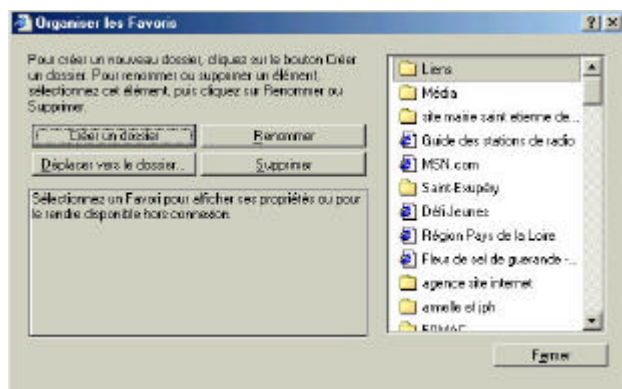 Organiser les Favoris
Pour créer un nouveau dossier, cliquez sur le bouton Créer
un dossier. Pour renommer ou supprimer un élément,
sélectionnez cet élément, puis cliquez sur Renommer ou
Supprimer.
Créer un dossier
Renommer
Déplacer vers le dossier...
Supprimer
Sélectionnez un Favori pour afficher ses propriétés ou pour
le rendre disponible hors connexion.
Liens
Média
site mairie saint etienne de...
Guide des stations de radio
MSN.com
Saint-Exupéry
Défi-Jeunes
Région Pays de la Loire
Fleur de sel de guerande -...
agence site internet
armelle et jph
Fermer